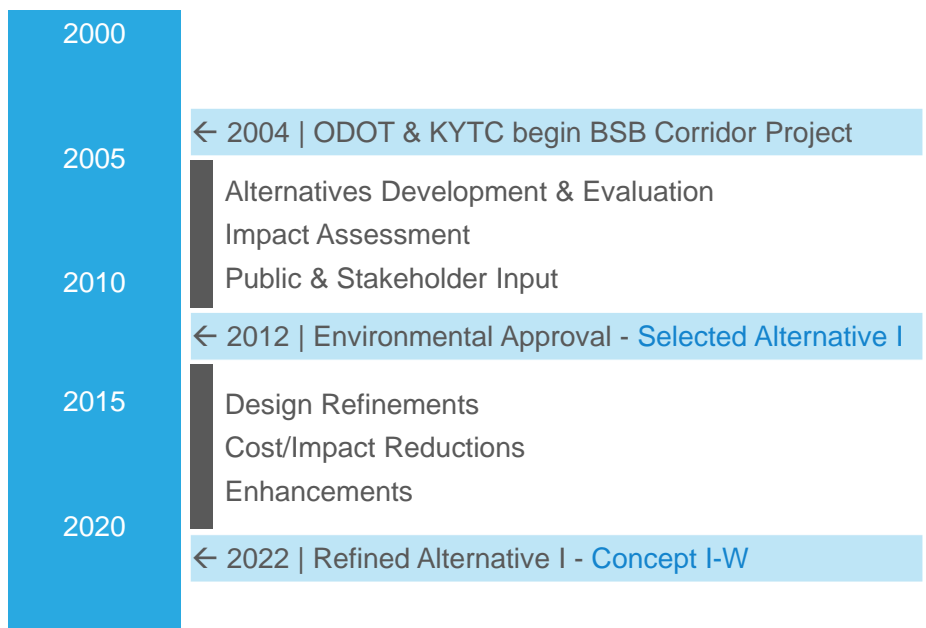 2000
← 2004 | ODOT & KYTC begin BSB Corridor Project
2005
Alternatives Development & Evaluation
Impact Assessment
2010
Public & Stakeholder Input
← 2012 | Environmental Approval - Selected Alternative I
2015
Design Refinements
Cost/Impact Reductions
Enhancements
2020
← 2022 | Refined Alternative I - Concept I-W